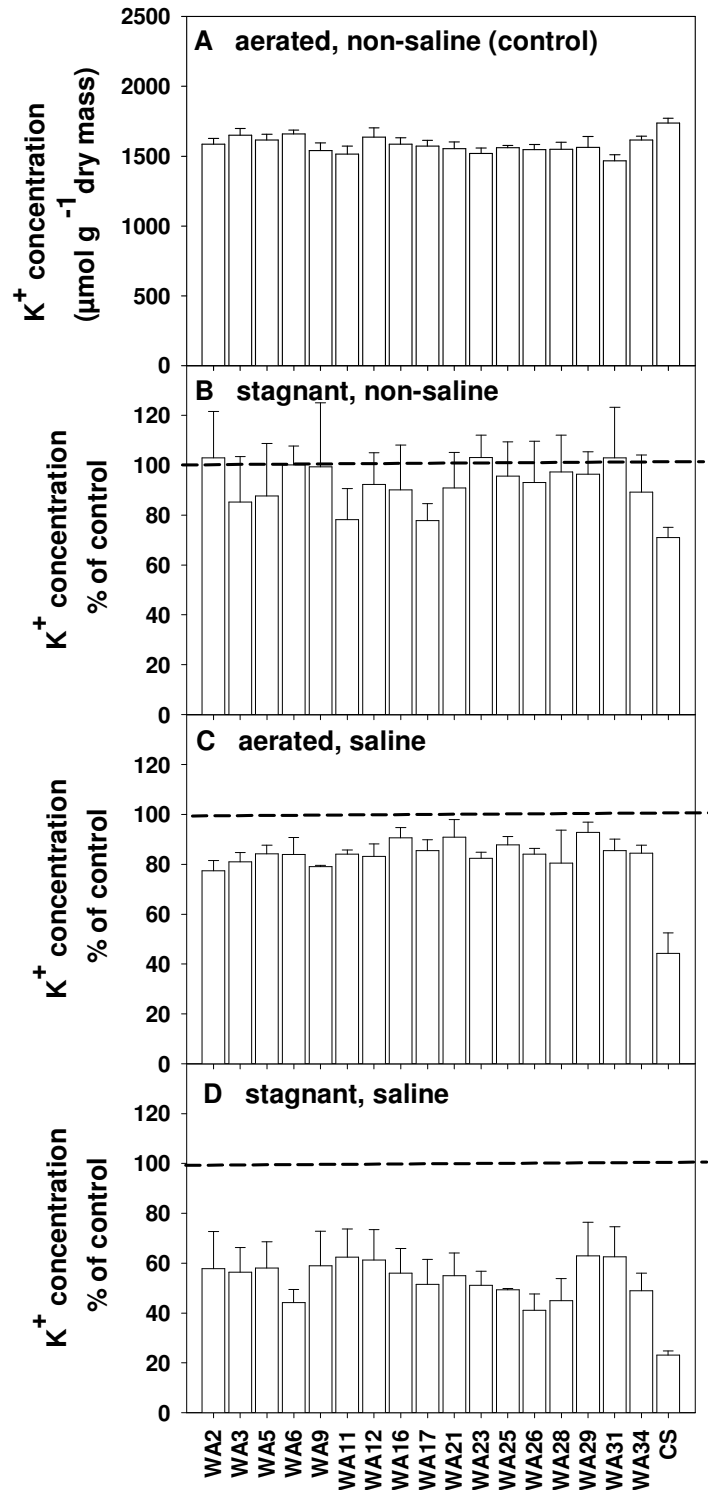 A aerated, non-saline (control)
K⁺ concentration
(µmol g ⁻¹ dry mass)
2500
2000
1500
1000
500
0
B stagnant, non-saline
K⁺ concentration
% of control
120
100
80
60
40
20
0
C aerated, saline
K⁺ concentration
% of control
120
100
80
60
40
20
0
D stagnant, saline
K⁺ concentration
% of control
120
100
80
60
40
20
0
WA2
WA3
WA5
WA6
WA9
WA11
WA12
WA16
WA17
WA21
WA23
WA25
WA26
WA28
WA29
WA31
WA34
CS